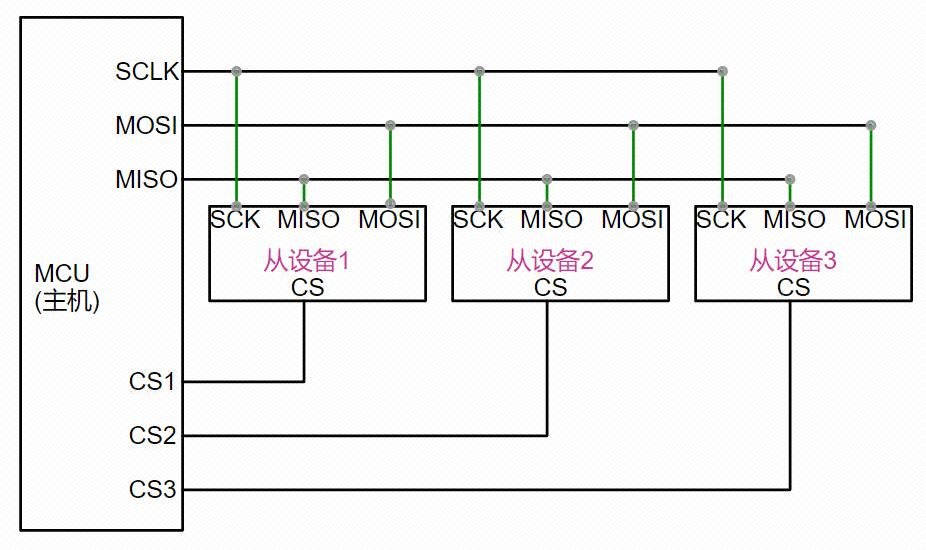 SCLK
MOSI
MISO
SCK MISO MOSI
从设备1
CS
SCK MISO MOSI
从设备2
CS
SCK MISO MOSI
从设备3
CS
MCU
(主机)
CS1
CS2
CS3